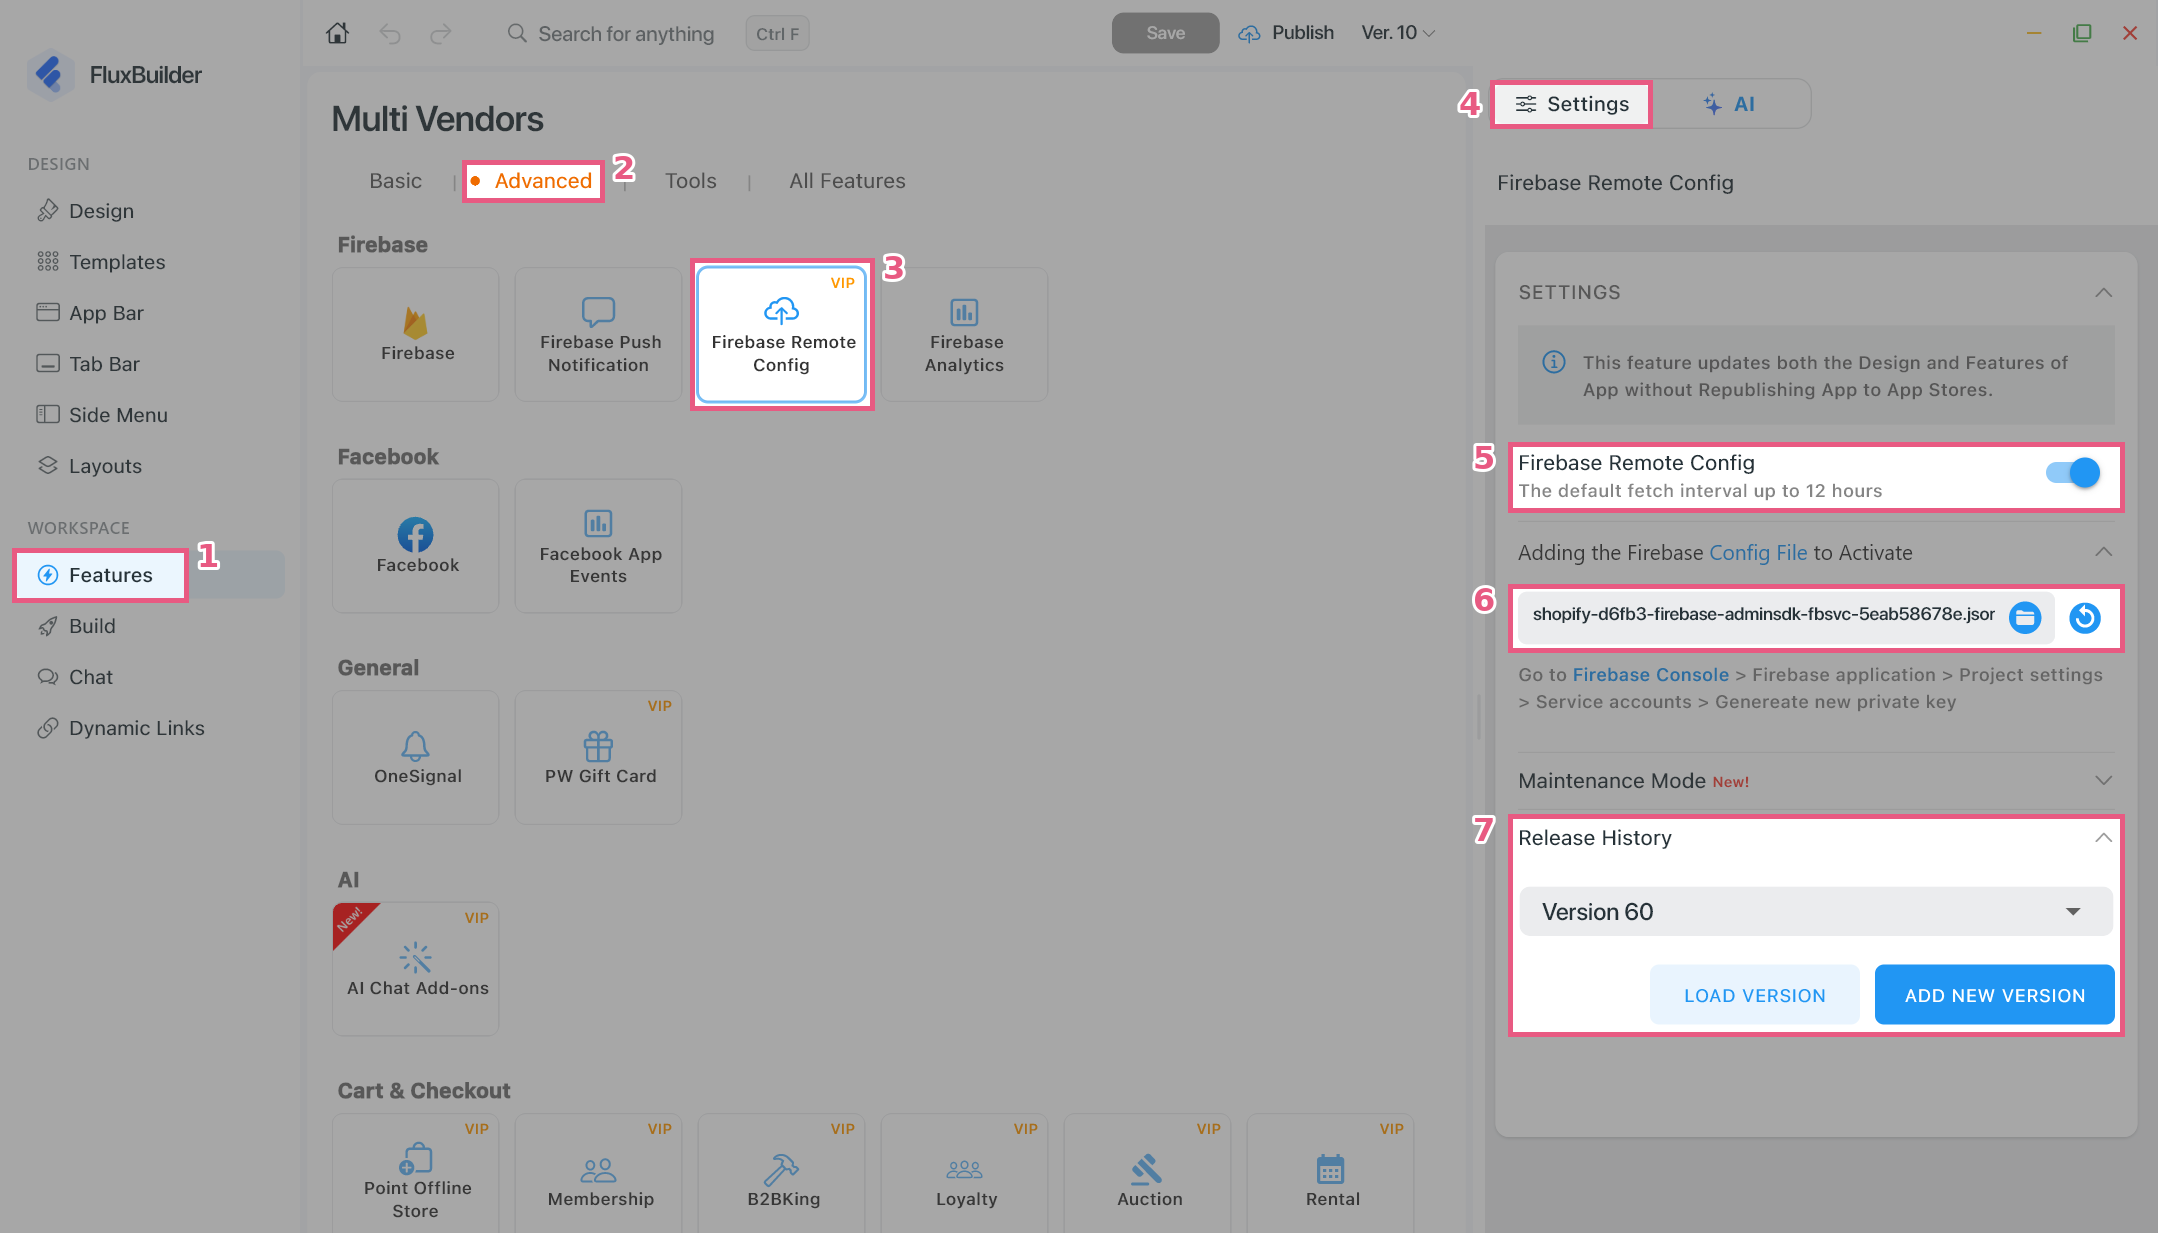 Search for anything
Ctrl F
Save
Publish
Ver. 10
FluxBuilder
DESIGN
Design
Templates
App Bar
Tab Bar
Side Menu
Layouts
WORKSPACE
Features
1
Build
Chat
Dynamic Links
Multi Vendors
Basic
|
Advanced
2
|
Tools
|
All Features
Firebase
Firebase
Firebase Push
Notification
VIP
Firebase Remote
Config
3
Firebase
Analytics
Facebook
Facebook
Facebook App
Events
General
OneSignal
VIP
PW Gift Card
AI
New!
VIP
AI Chat Add-ons
Cart & Checkout
VIP
Point Offline
Store
VIP
Membership
VIP
B2BKing
VIP
Loyalty
VIP
Auction
VIP
Rental
4
Settings
AI
Firebase Remote Config
SETTINGS
This feature updates both the Design and Features of
App without Republishing App to App Stores.
5
Firebase Remote Config
The default fetch interval up to 12 hours
Adding the Firebase Config File to Activate
6
shopify-d6fb3-firebase-adminsdk-fbsvc-5eab58678e.jsor
Go to Firebase Console > Firebase application > Project settings
> Service accounts > Genereate new private key
Maintenance Mode New!
7
Release History
Version 60
LOAD VERSION
ADD NEW VERSION